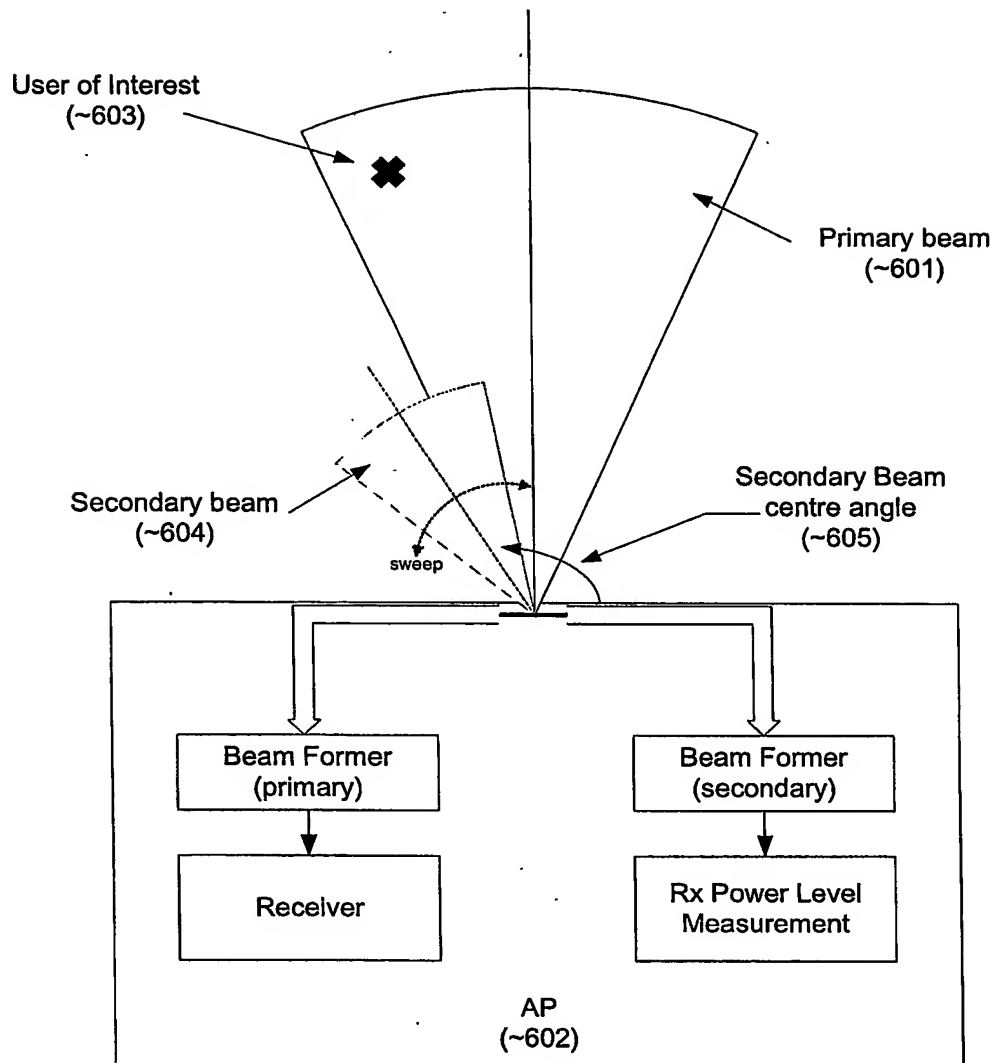 User of Interest
(~603)
Primary beam
(~601)
Secondary beam
(~604)
sweep
Secondary Beam
centre angle
(~605)
Beam Former
(primary)
Beam Former
(secondary)
Receiver
Rx Power Level
Measurement
AP
(~602)